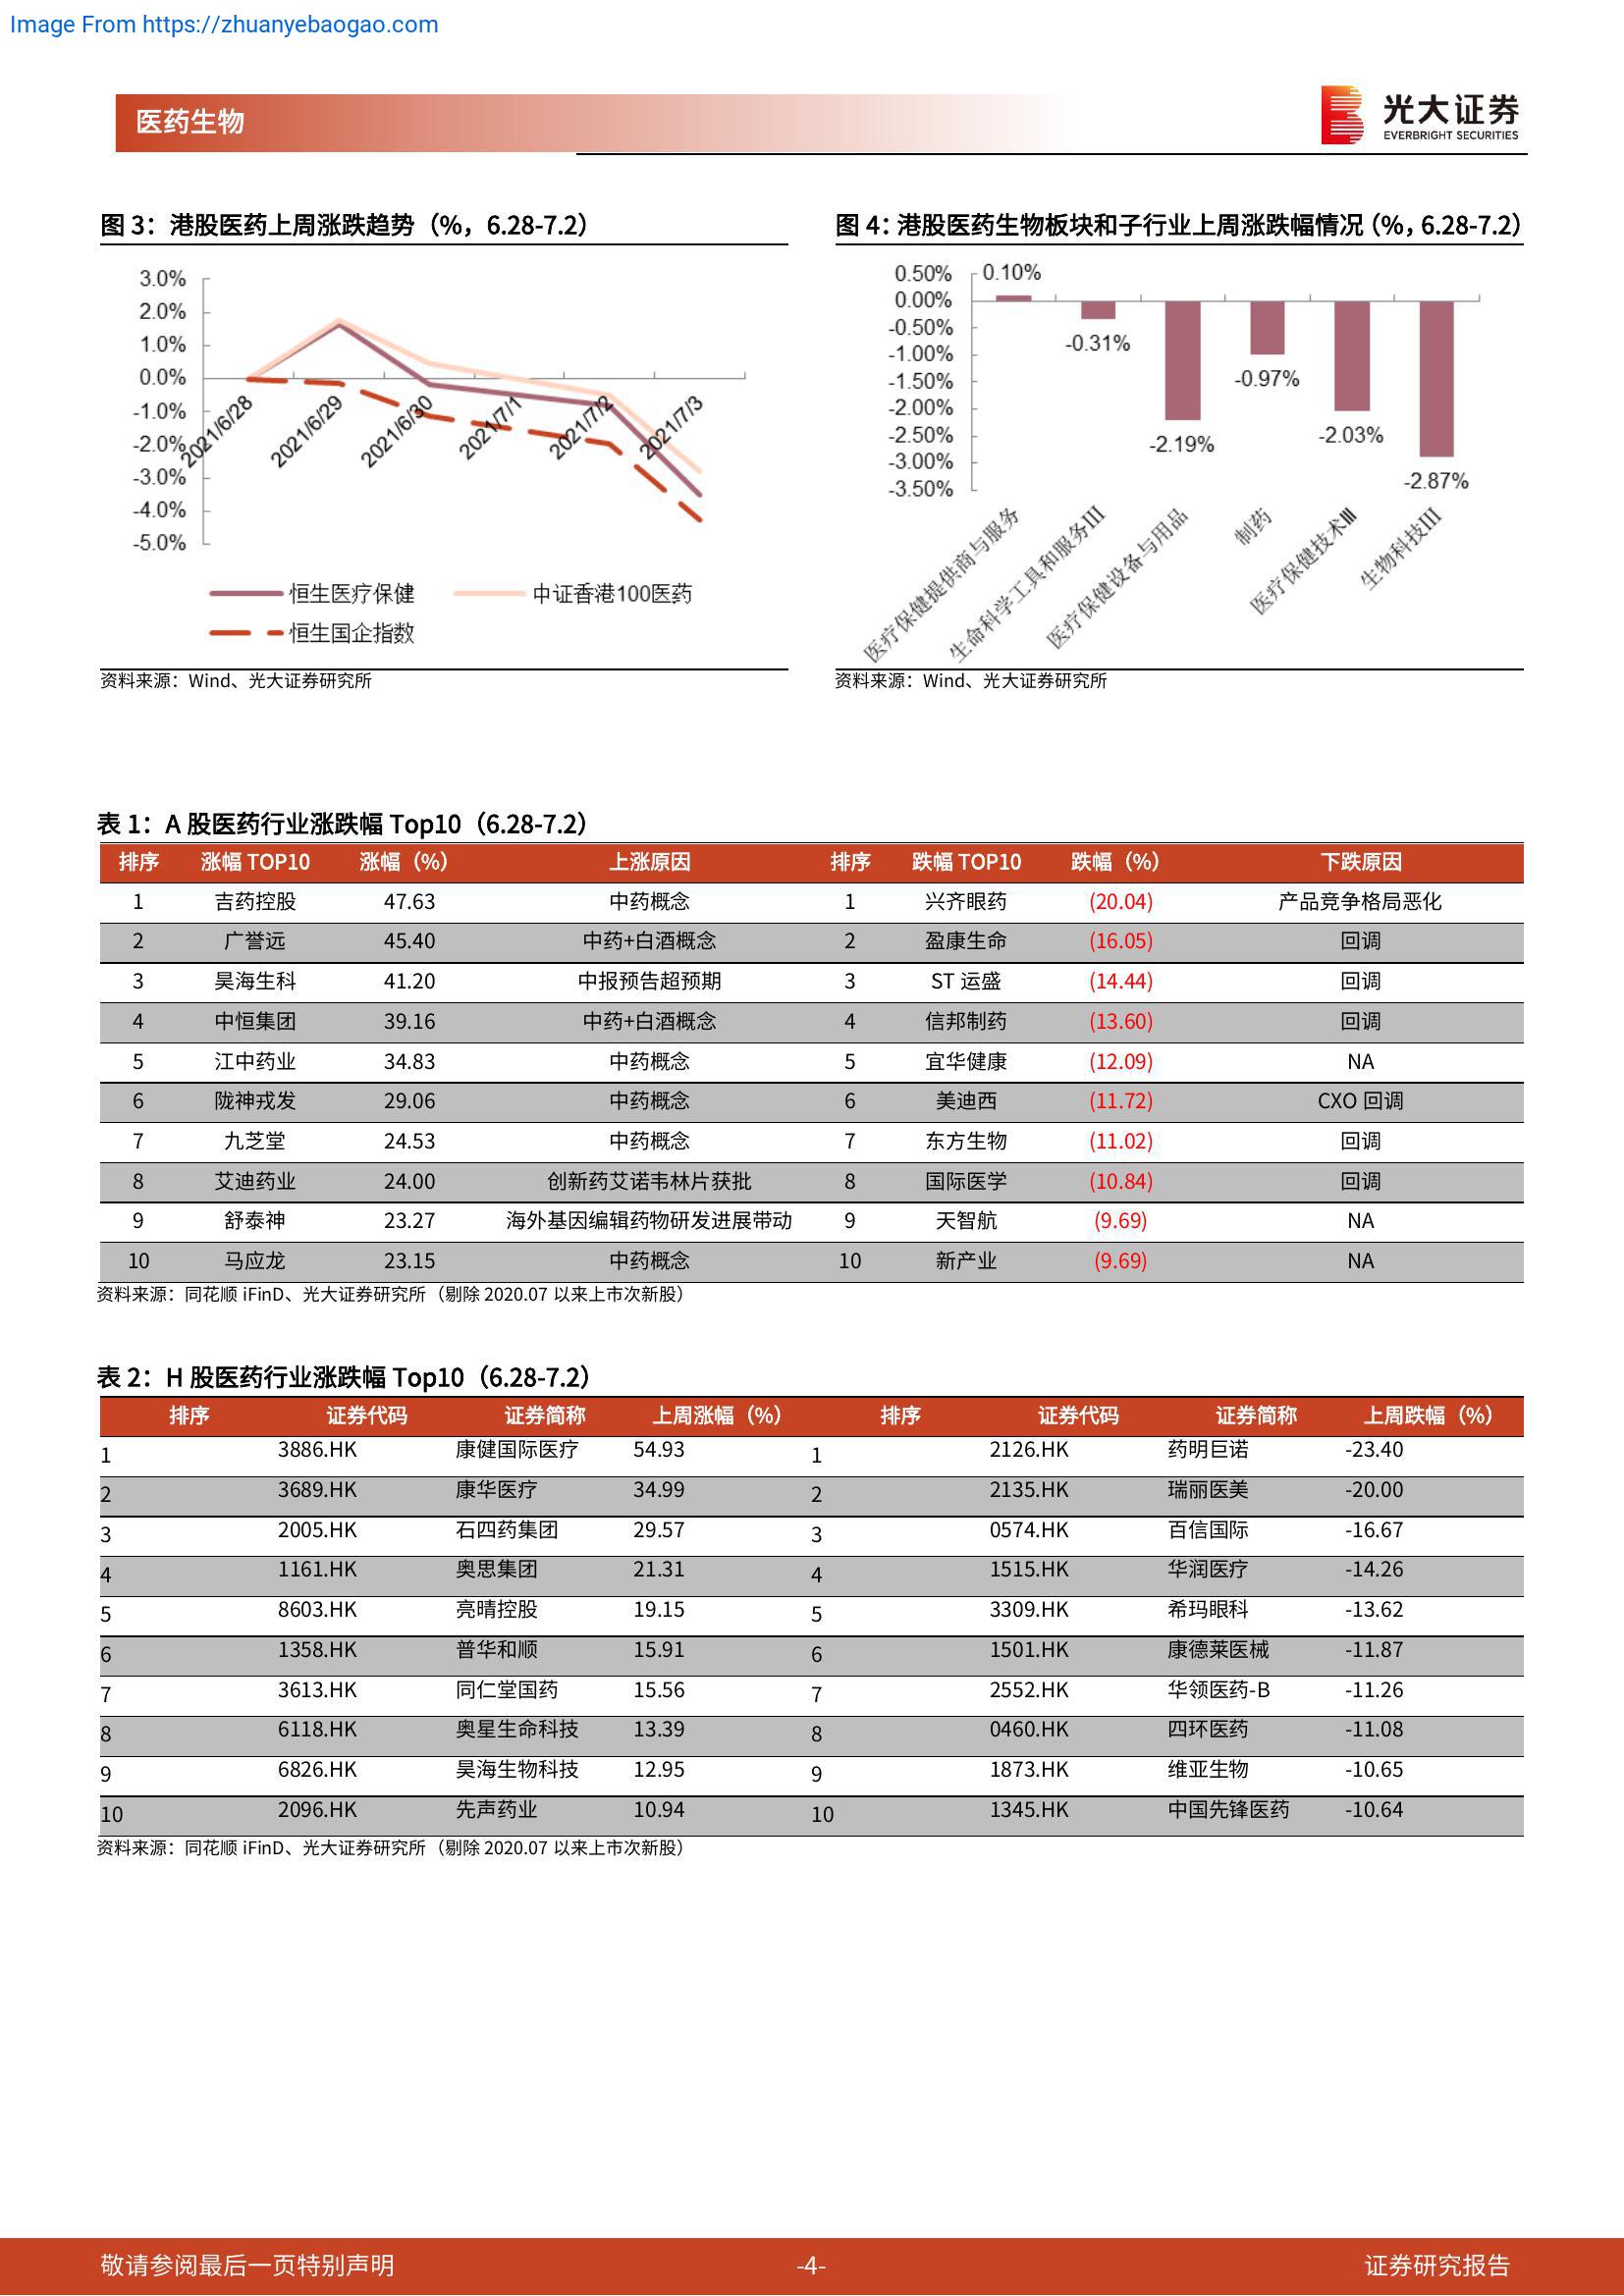 Image From https://zhuanyebaogao.com
医药生物
光大证券
EVERBRIGHT SECURITIES
图 3：港股医药上周涨跌趋势（%，6.28-7.2）
3.0%
2.0%
1.0%
0.0%
-1.0%
-2.0%
-3.0%
-4.0%
-5.0%
2021/6/28
2021/6/29
2021/6/30
2021/7/1
2021/7/2
2021/7/3
恒生医疗保健
中证香港100医药
恒生国企指数
资料来源：Wind、光大证券研究所
图 4：港股医药生物板块和子行业上周涨跌幅情况（%，6.28-7.2）
0.50%
0.00%
-0.50%
-1.00%
-1.50%
-2.00%
-2.50%
-3.00%
-3.50%
0.10%
-0.31%
-2.19%
-0.97%
-2.03%
-2.87%
医疗保健提供商与服务
生命科学工具和服务III
医疗保健设备与用品
制药
医疗保健技术III
生物科技III
资料来源：Wind、光大证券研究所
表 1：A 股医药行业涨跌幅 Top10（6.28-7.2）
排序 涨幅 TOP10 涨幅（%） 上涨原因 排序 跌幅 TOP10 跌幅（%） 下跌原因
1 吉药控股 47.63 中药概念 1 兴齐眼药 (20.04) 产品竞争格局恶化
2 广誉远 45.40 中药+白酒概念 2 盈康生命 (16.05) 回调
3 昊海生科 41.20 中报预告超预期 3 ST 运盛 (14.44) 回调
4 中恒集团 39.16 中药+白酒概念 4 信邦制药 (13.60) 回调
5 江中药业 34.83 中药概念 5 宜华健康 (12.09) NA
6 陇神戎发 29.06 中药概念 6 美迪西 (11.72) CXO 回调
7 九芝堂 24.53 中药概念 7 东方生物 (11.02) 回调
8 艾迪药业 24.00 创新药艾诺韦林片获批 8 国际医学 (10.84) 回调
9 舒泰神 23.27 海外基因编辑药物研发进展带动 9 天智航 (9.69) NA
10 马应龙 23.15 中药概念 10 新产业 (9.69) NA
资料来源：同花顺 iFinD、光大证券研究所（剔除 2020.07 以来上市次新股）
表 2：H 股医药行业涨跌幅 Top10（6.28-7.2）
排序 证券代码 证券简称 上周涨幅（%） 排序 证券代码 证券简称 上周跌幅（%）
1 3886.HK 康健国际医疗 54.93 1 2126.HK 药明巨诺 -23.40
2 3689.HK 康华医疗 34.99 2 2135.HK 瑞丽医美 -20.00
3 2005.HK 石四药集团 29.57 3 0574.HK 百信国际 -16.67
4 1161.HK 奥思集团 21.31 4 1515.HK 华润医疗 -14.26
5 8603.HK 亮晴控股 19.15 5 3309.HK 希玛眼科 -13.62
6 1358.HK 普华和顺 15.91 6 1501.HK 康德莱医械 -11.87
7 3613.HK 同仁堂国药 15.56 7 2552.HK 华领医药-B -11.26
8 6118.HK 奥星生命科技 13.39 8 0460.HK 四环医药 -11.08
9 6826.HK 昊海生物科技 12.95 9 1873.HK 维亚生物 -10.65
10 2096.HK 先声药业 10.94 10 1345.HK 中国先锋医药 -10.64
资料来源：同花顺 iFinD、光大证券研究所（剔除 2020.07 以来上市次新股）
敬请参阅最后一页特别声明 -4- 证券研究报告